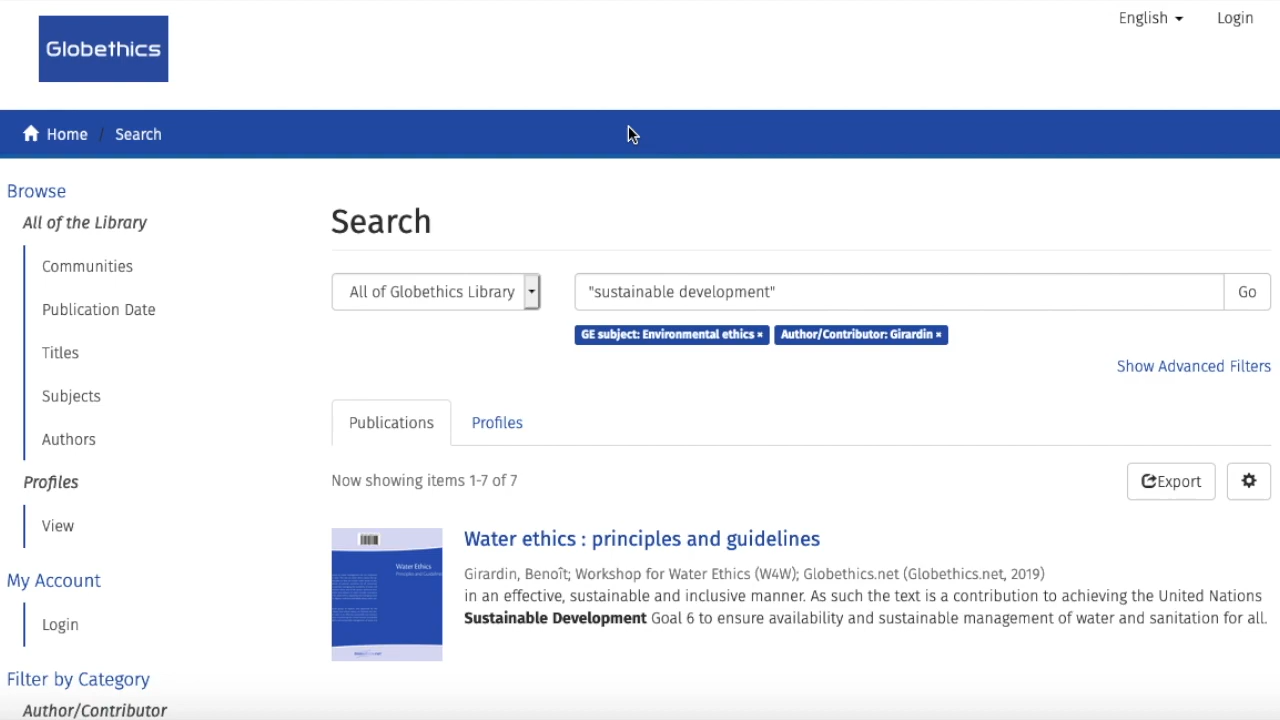 Globethics
English
Login
Home / Search
Browse
All of the Library
Communities
Publication Date
Titles
Subjects
Authors
Profiles
View
My Account
Login
Filter by Category
Author/Contributor
Search
All of Globethics Library
"sustainable development"
Go
GE subject: Environmental ethics ×
Author/Contributor: Girardin ×
Show Advanced Filters
Publications
Profiles
Now showing items 1-7 of 7
Export
Water Ethics
Water ethics : principles and guidelines
Girardin, Benoît; Workshop for Water Ethics (W4W); Globethics.net (Globethics.net, 2019)
in an effective, sustainable and inclusive manner. As such the text is a contribution to achieving the United Nations
Sustainable Development Goal 6 to ensure availability and sustainable management of water and sanitation for all.